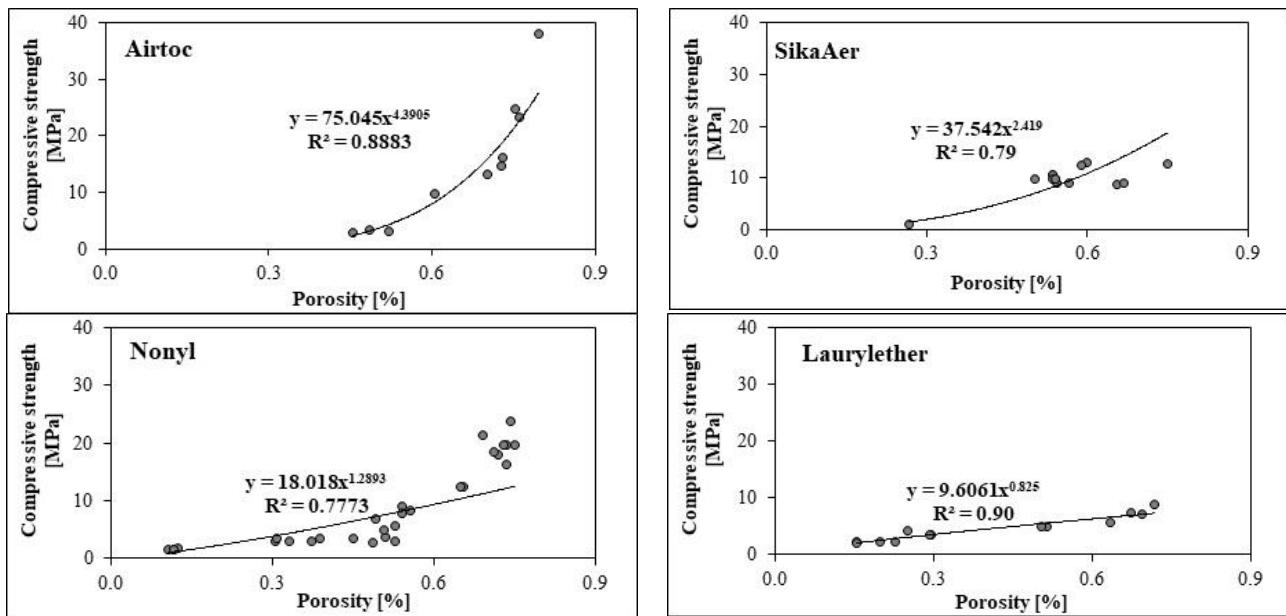 Airtoc
Compressive strength
[MPa]
40
30
20
10
0
y = 75.045x^4.3905
R² = 0.8883
0.0
0.3
0.6
0.9
Porosity [%]
SikaAer
Compressive strength
[MPa]
40
30
20
10
0
y = 37.542x^2.419
R² = 0.79
0.0
0.3
0.6
0.9
Porosity [%]
Nonyl
Compressive strength
[MPa]
40
30
20
10
0
y = 18.018x^1.2893
R² = 0.7773
0.0
0.3
0.6
0.9
Porosity [%]
Laurylether
Compressive strength
[MPa]
40
30
20
10
0
y = 9.6061x^0.825
R² = 0.90
0.0
0.3
0.6
0.9
Porosity [%]